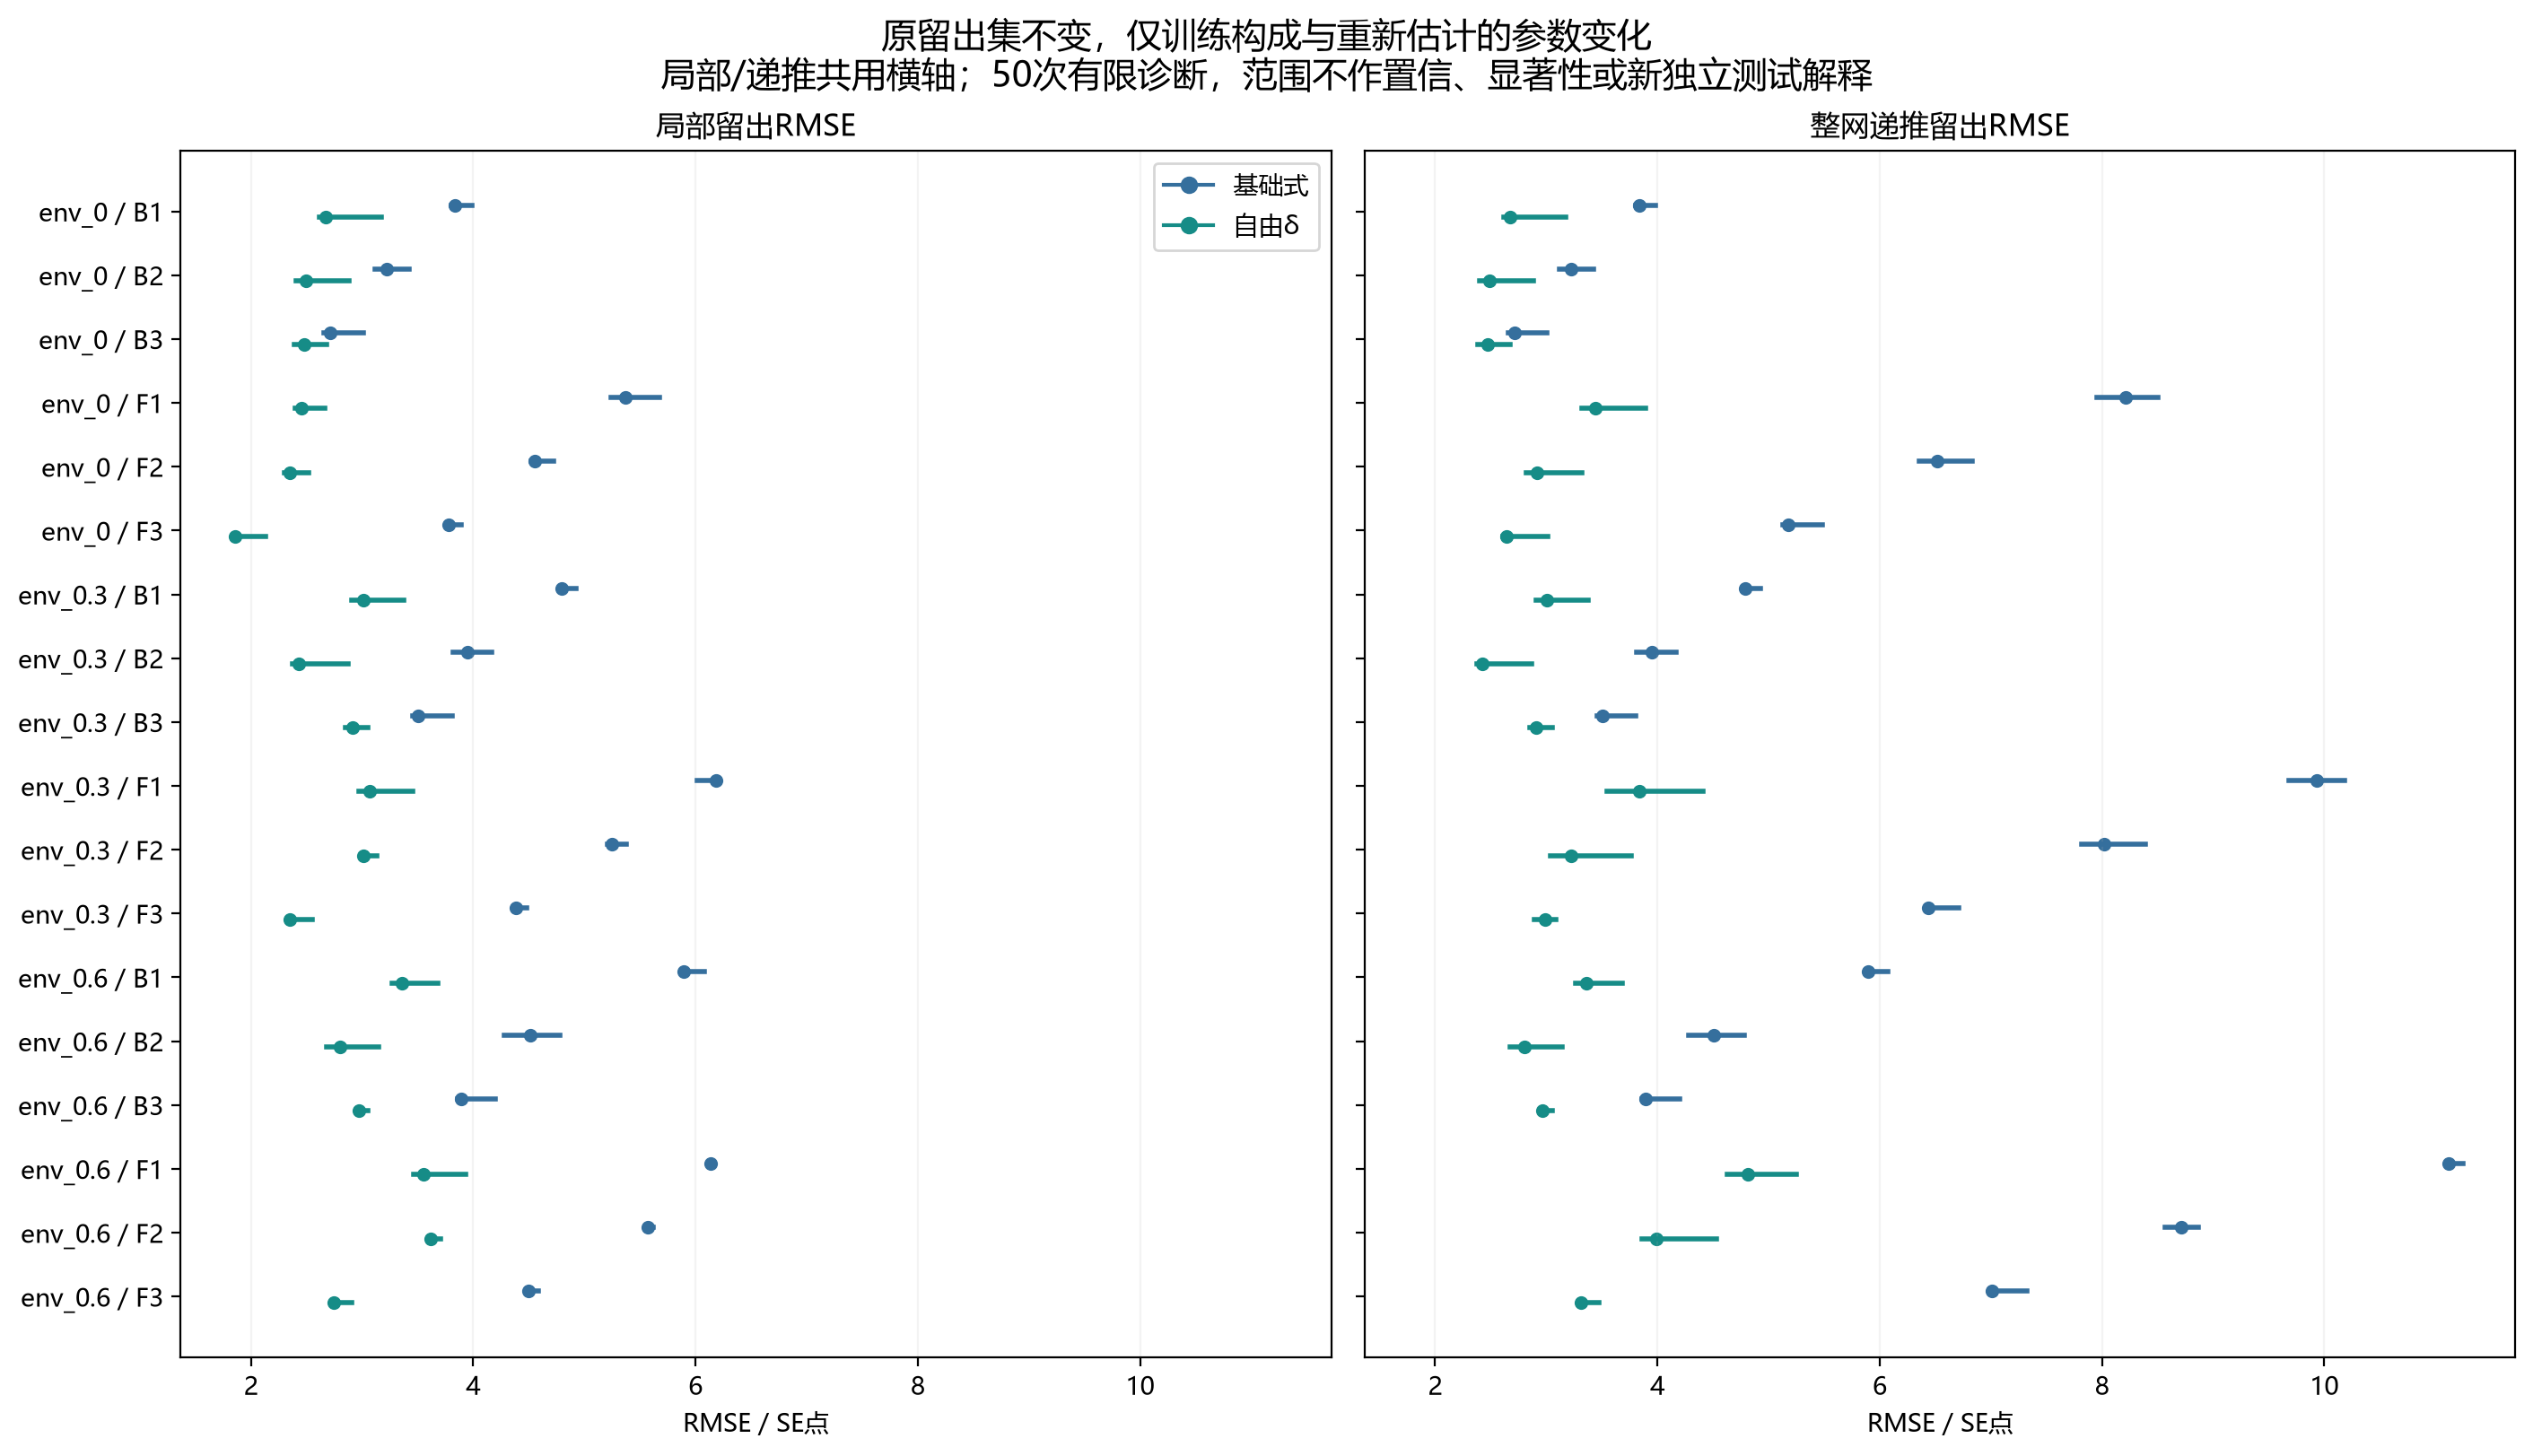 原留出集不变，仅训练构成与重新估计的参数变化
局部/递推共用横轴；50次有限诊断，范围不作置信、显著性或新独立测试解释
局部留出RMSE
整网递推留出RMSE
基础式
自由δ
env_0 / B1
env_0 / B2
env_0 / B3
env_0 / F1
env_0 / F2
env_0 / F3
env_0.3 / B1
env_0.3 / B2
env_0.3 / B3
env_0.3 / F1
env_0.3 / F2
env_0.3 / F3
env_0.6 / B1
env_0.6 / B2
env_0.6 / B3
env_0.6 / F1
env_0.6 / F2
env_0.6 / F3
2 4 6 8 10
2 4 6 8 10
RMSE / SE点
RMSE / SE点